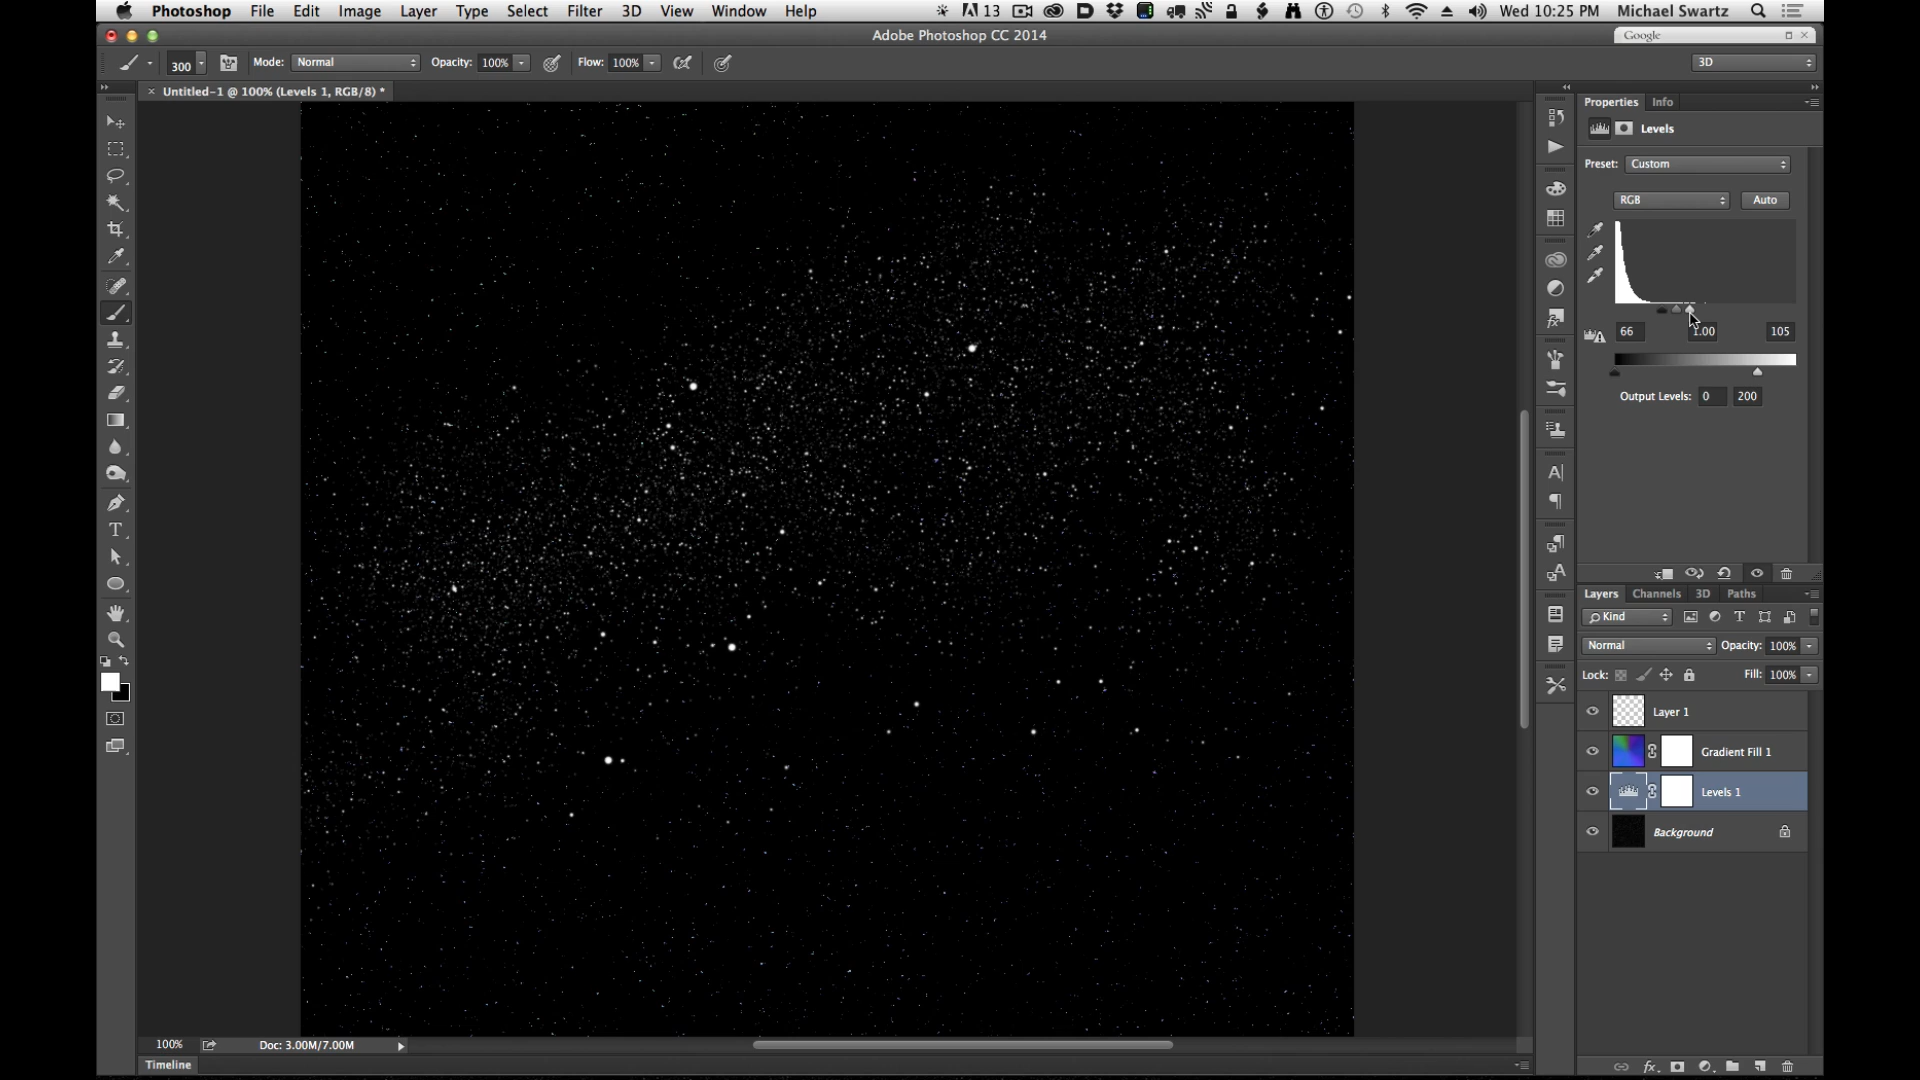 Photoshop File Edit Image Layer Type Select Filter 3D View Window Help 13 Wed 10:25 PM Michael Swartz
Adobe Photoshop CC 2014
Google
300 Mode: Normal Opacity: 100% Flow: 100% 3D
Untitled-1 @ 100% (Levels 1, RGB/8) *
Properties Info
Levels
Preset: Custom
RGB Auto
66 1.00 105
Output Levels: 0 200
Layers Channels 3D Paths
Kind
Normal Opacity: 100%
Lock: Fill: 100%
Layer 1
Gradient Fill 1
Levels 1
Background
100% Doc: 3.00M/7.00M
Timeline